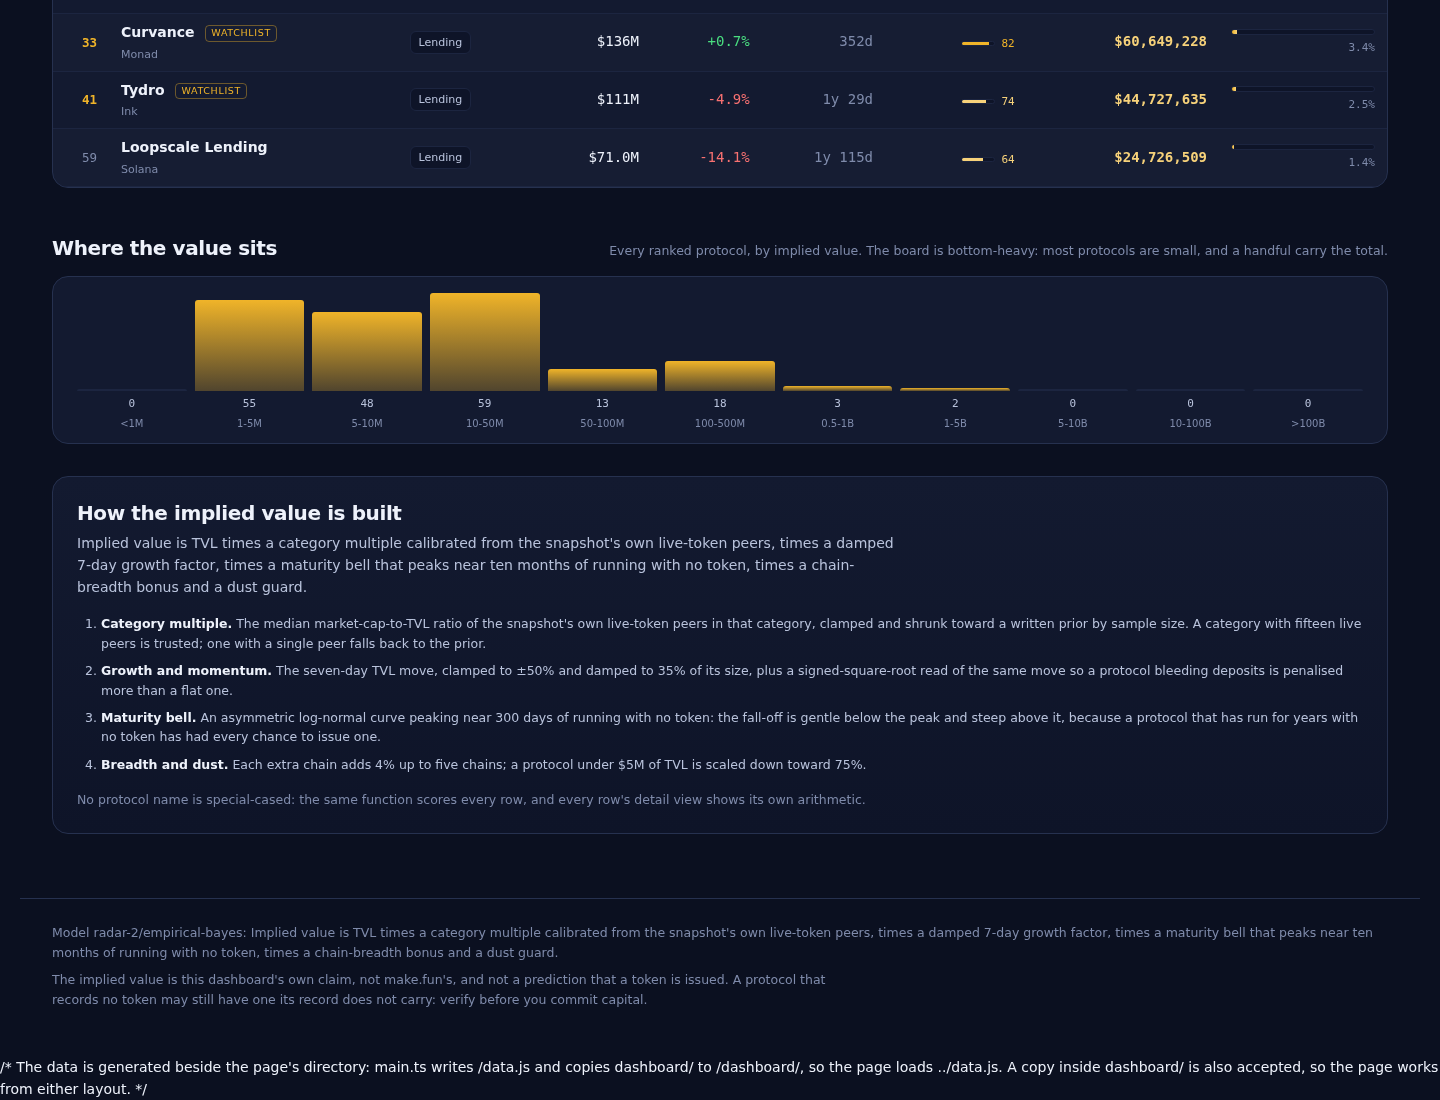 33 Curvance WATCHLIST Lending $136M +0.7% 352d 82 $60,649,228 3.4%
Monad
41 Tydro WATCHLIST Lending $111M -4.9% 1y 29d 74 $44,727,635 2.5%
Ink
59 Loopscale Lending Lending $71.0M -14.1% 1y 115d 64 $24,726,509 1.4%
Solana
Where the value sits
Every ranked protocol, by implied value. The board is bottom-heavy: most protocols are small, and a handful carry the total.
0 55 48 59 13 18 3 2 0 0 0
<1M 1-5M 5-10M 10-50M 50-100M 100-500M 0.5-1B 1-5B 5-10B 10-100B >100B
How the implied value is built
Implied value is TVL times a category multiple calibrated from the snapshot's own live-token peers, times a damped
7-day growth factor, times a maturity bell that peaks near ten months of running with no token, times a chain-
breadth bonus and a dust guard.
1. Category multiple. The median market-cap-to-TVL ratio of the snapshot's own live-token peers in that category, clamped and shrunk toward a written prior by sample size. A category with fifteen live
peers is trusted; one with a single peer falls back to the prior.
2. Growth and momentum. The seven-day TVL move, clamped to ±50% and damped to 35% of its size, plus a signed-square-root read of the same move so a protocol bleeding deposits is penalised
more than a flat one.
3. Maturity bell. An asymmetric log-normal curve peaking near 300 days of running with no token: the fall-off is gentle below the peak and steep above it, because a protocol that has run for years with
no token has had every chance to issue one.
4. Breadth and dust. Each extra chain adds 4% up to five chains; a protocol under $5M of TVL is scaled down toward 75%.
No protocol name is special-cased: the same function scores every row, and every row's detail view shows its own arithmetic.
Model radar-2/empirical-bayes: Implied value is TVL times a category multiple calibrated from the snapshot's own live-token peers, times a damped 7-day growth factor, times a maturity bell that peaks near ten
months of running with no token, times a chain-breadth bonus and a dust guard.
The implied value is this dashboard's own claim, not make.fun's, and not a prediction that a token is issued. A protocol that
records no token may still have one its record does not carry: verify before you commit capital.
/* The data is generated beside the page's directory: main.ts writes /data.js and copies dashboard/ to /dashboard/, so the page loads ../data.js. A copy inside dashboard/ is also accepted, so the page works
from either layout. */